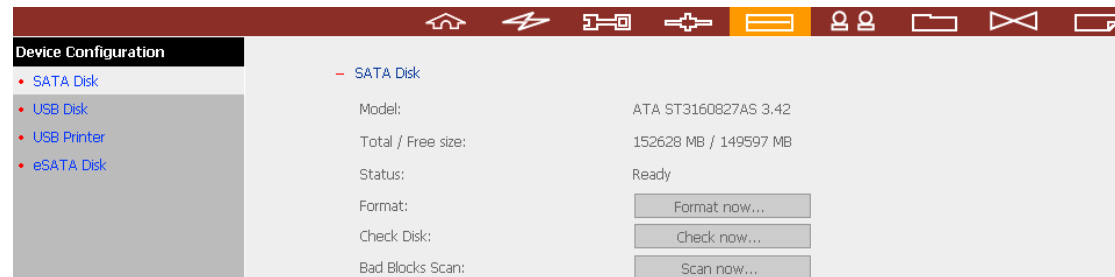 Device Configuration
• SATA Disk
• USB Disk
• USB Printer
• eSATA Disk
– SATA Disk
Model: ATA ST3160827AS 3.42
Total / Free size: 152628 MB / 149597 MB
Status: Ready
Format: Format now...
Check Disk: Check now...
Bad Blocks Scan: Scan now...